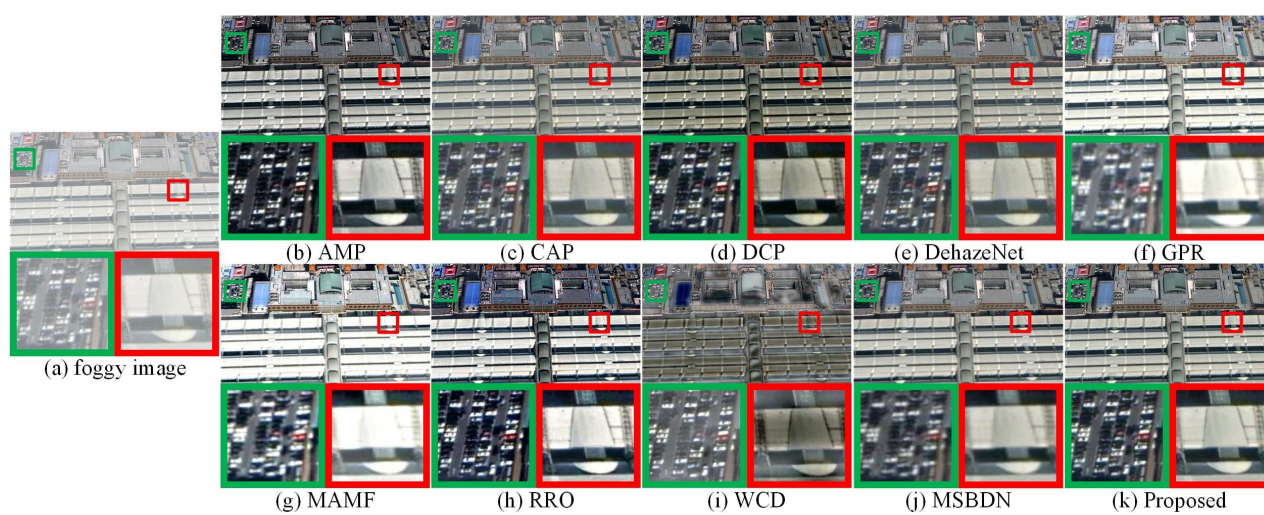 (b) AMP
(c) CAP
(d) DCP
(e) DehazeNet
(f) GPR
(a) foggy image
(g) MAMF
(h) RRO
(i) WCD
(j) MSBDN
(k) Proposed